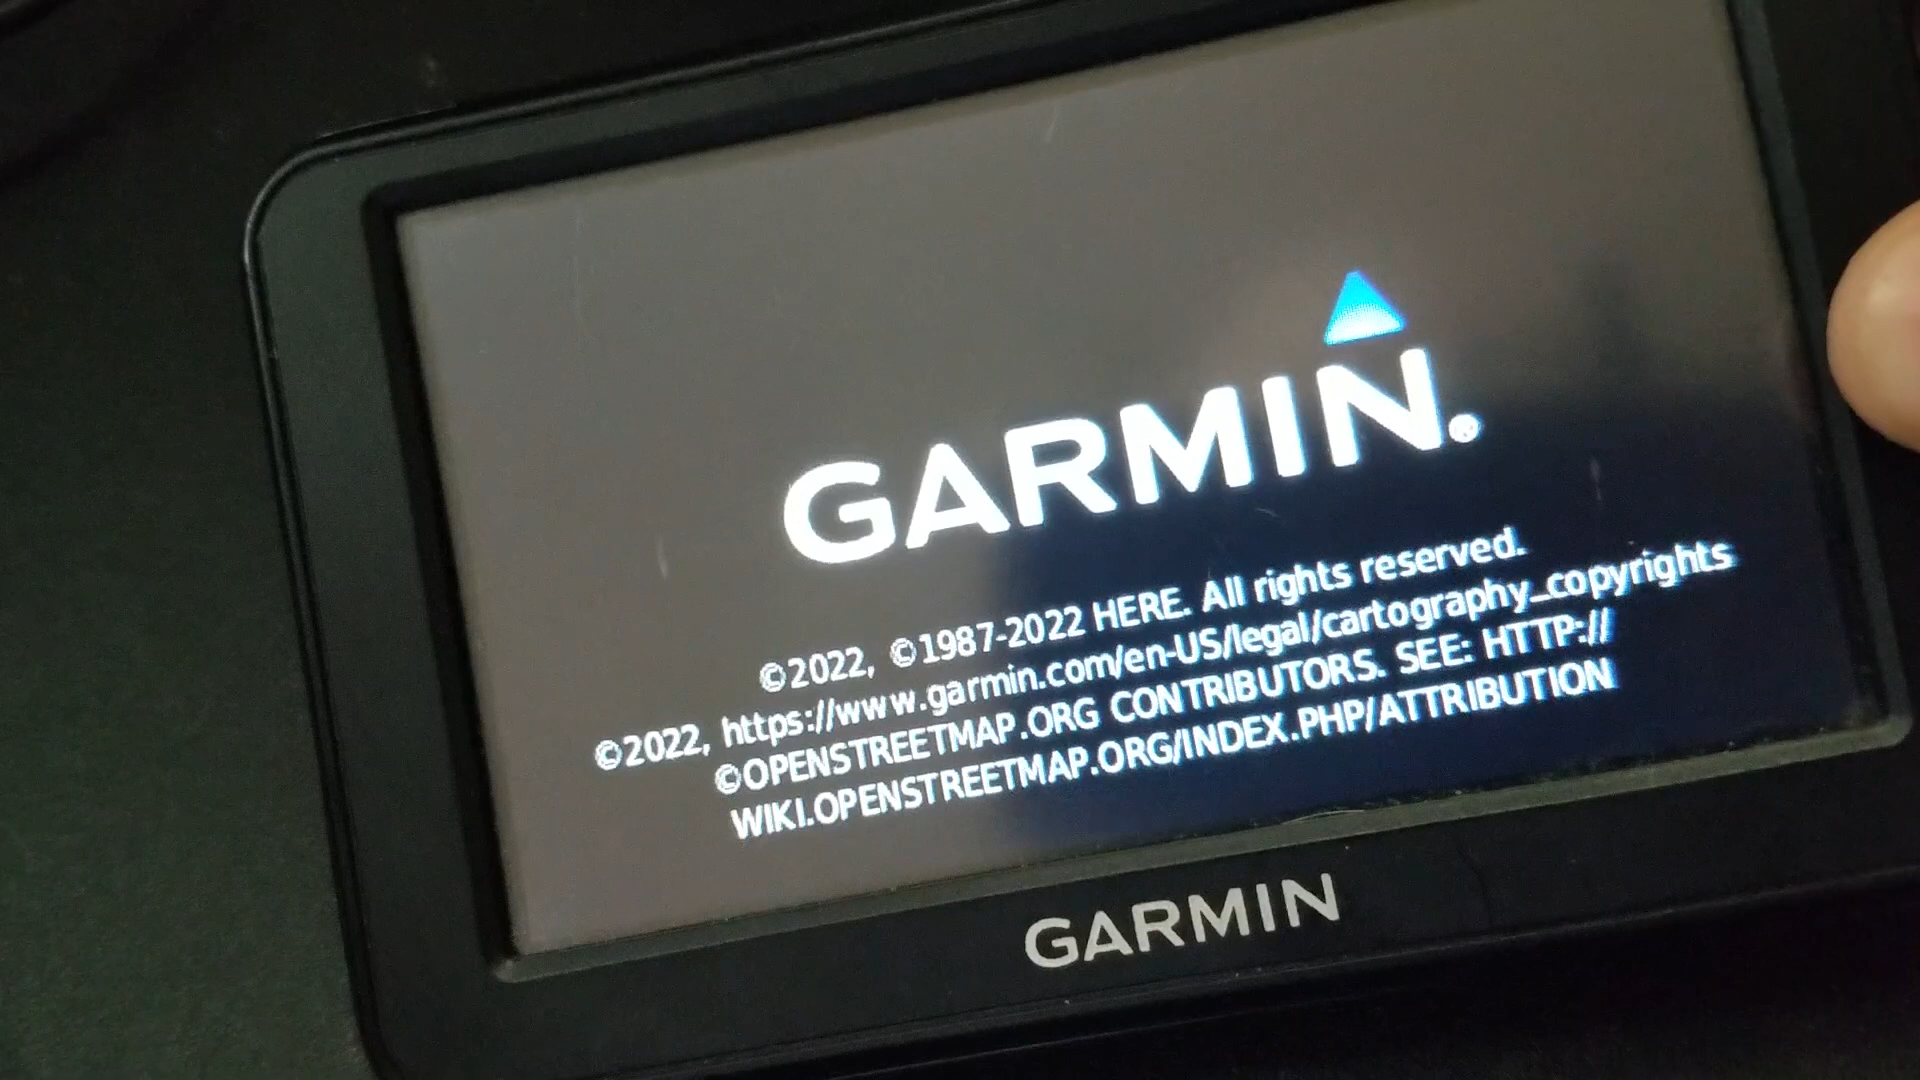 GARMIN®
©2022, ©1987-2022 HERE. All rights reserved.
©2022, https://www.garmin.com/en-US/legal/cartography_copyrights
©OPENSTREETMAP.ORG CONTRIBUTORS. SEE: HTTP://
WIKI.OPENSTREETMAP.ORG/INDEX.PHP/ATTRIBUTION
GARMIN